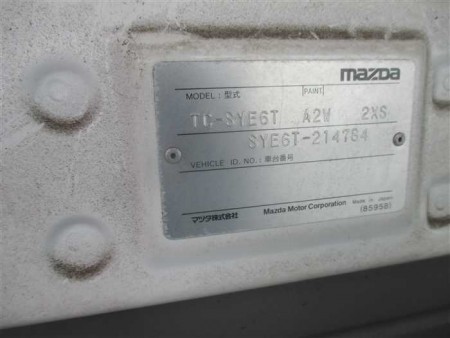 mazda
MODEL: 型式 PAINT
TC-SYE6T A2W 2XS
SYE6T-214784
VEHICLE ID. NO.: 車台番号
マツダ株式会社 Mazda Motor Corporation Made in Japan
(85958)